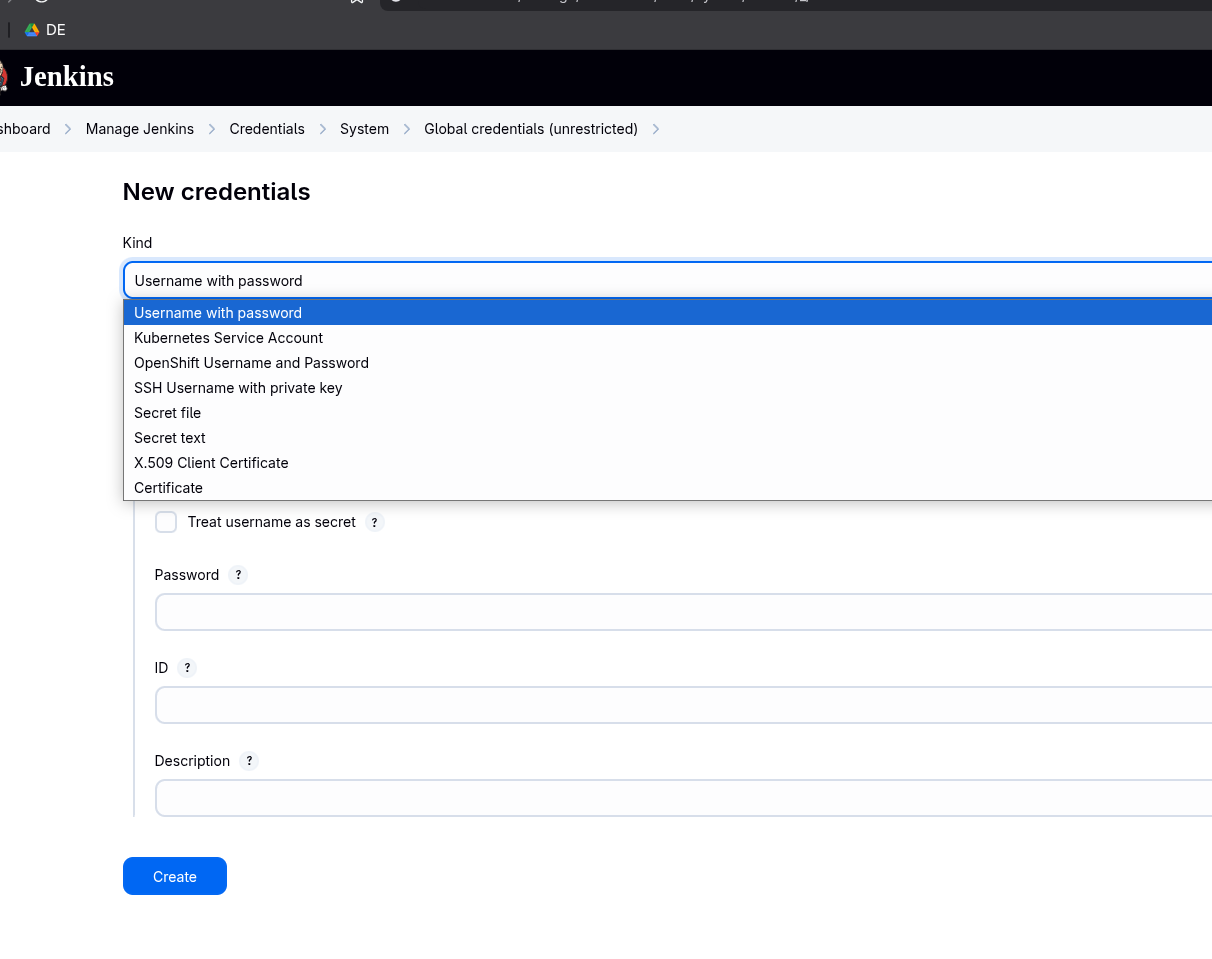 DE
Jenkins
shboard Manage Jenkins Credentials System Global credentials (unrestricted)
New credentials
Kind
Username with password
Username with password
Kubernetes Service Account
OpenShift Username and Password
SSH Username with private key
Secret file
Secret text
X.509 Client Certificate
Certificate
Treat username as secret ?
Password ?
ID ?
Description ?
Create